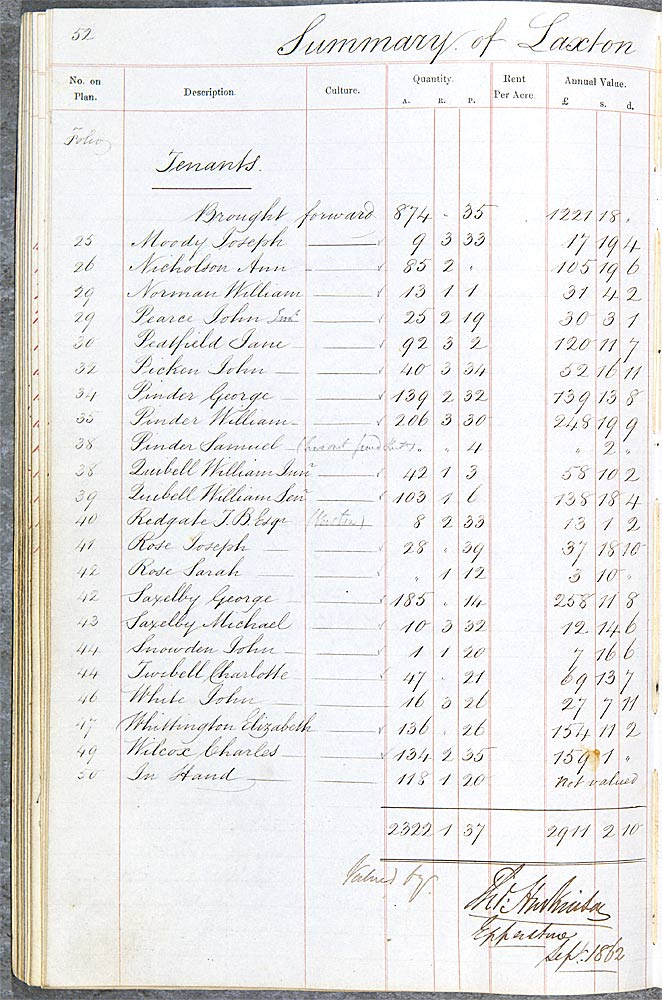 52
Summary of Laxton
No. on Plan. Description. Culture. Quantity. Rent Per Acre. Annual Value.
A. R. P. £ s. d.
Folio
Tenants.
Brought forward 874 . 35 1221 18 .
25 Moody Joseph 9 3 33 17 19 4
26 Nicholson Ann 85 2 . 105 19 6
29 Norman William 13 1 1 31 4 2
29 Pearce John Junr 25 2 19 30 3 1
30 Peatfield Jane 92 3 2 120 11 7
32 Picken John 40 3 34 52 16 11
34 Pinder George 139 2 32 139 13 8
35 Pinder William 206 3 30 248 19 9
38 Pinder Samuel " " 4 " 2 "
38 Quibell William Junr 42 1 3 58 10 2
39 Quibell William Senr 103 1 6 138 18 4
40 Redgate T. B. Esqr 8 2 33 13 1 2
41 Rose Joseph 28 " 39 37 18 10
42 Rose Sarah " 1 12 3 10 "
42 Saxelby George 185 " 14 258 11 8
43 Saxelby Michael 10 3 32 12 14 6
44 Snowden John 1 1 20 7 16 6
44 Twibell Charlotte 47 . 21 69 13 7
46 White John 16 3 26 27 7 11
47 Whittington Elizabeth 136 . 26 154 11 2
49 Wilcox Charles 134 2 35 159 1 "
50 In Hand 118 1 20 Not valued
2322 1 37 2911 2 10
Valued by
Thos.
Epperstone
Sept. 1862